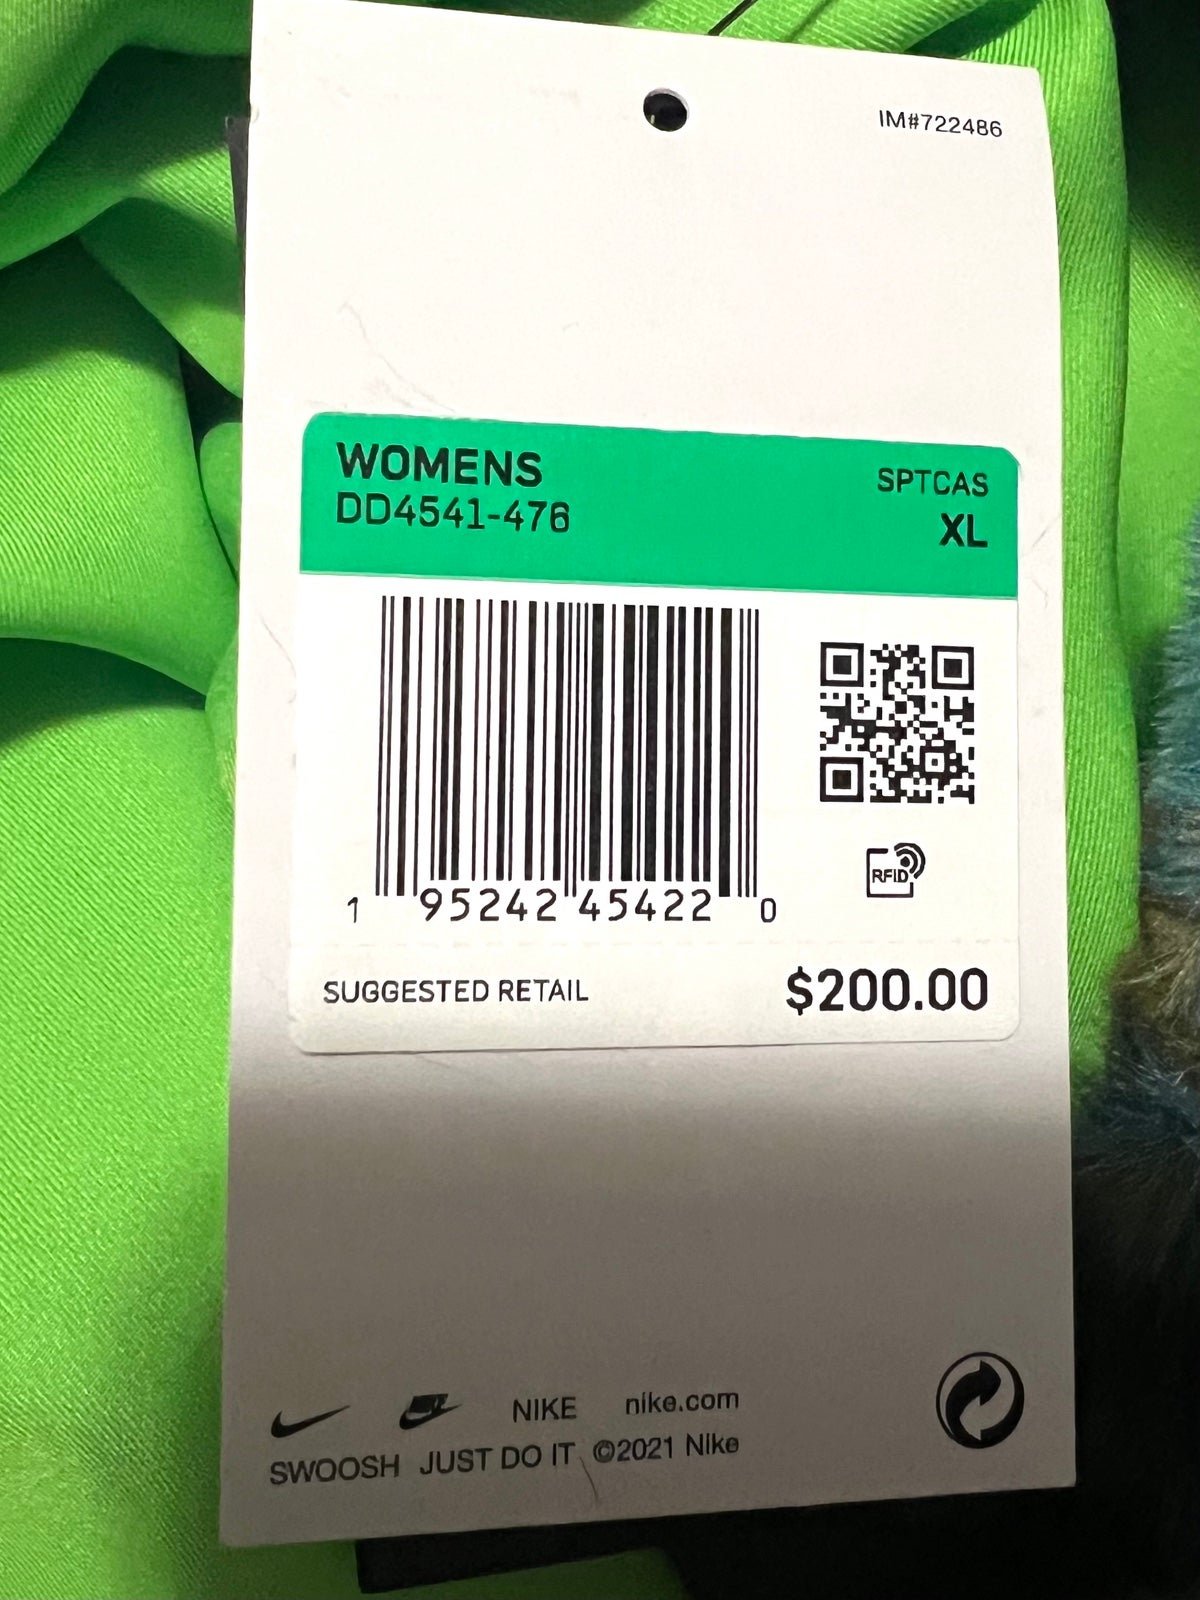 IM#722486
WOMENS
DD4541-476
SPTCAS
XL
1 95242 45422 0
RFID
SUGGESTED RETAIL $200.00
NIKE nike.com
SWOOSH JUST DO IT ©2021 Nike